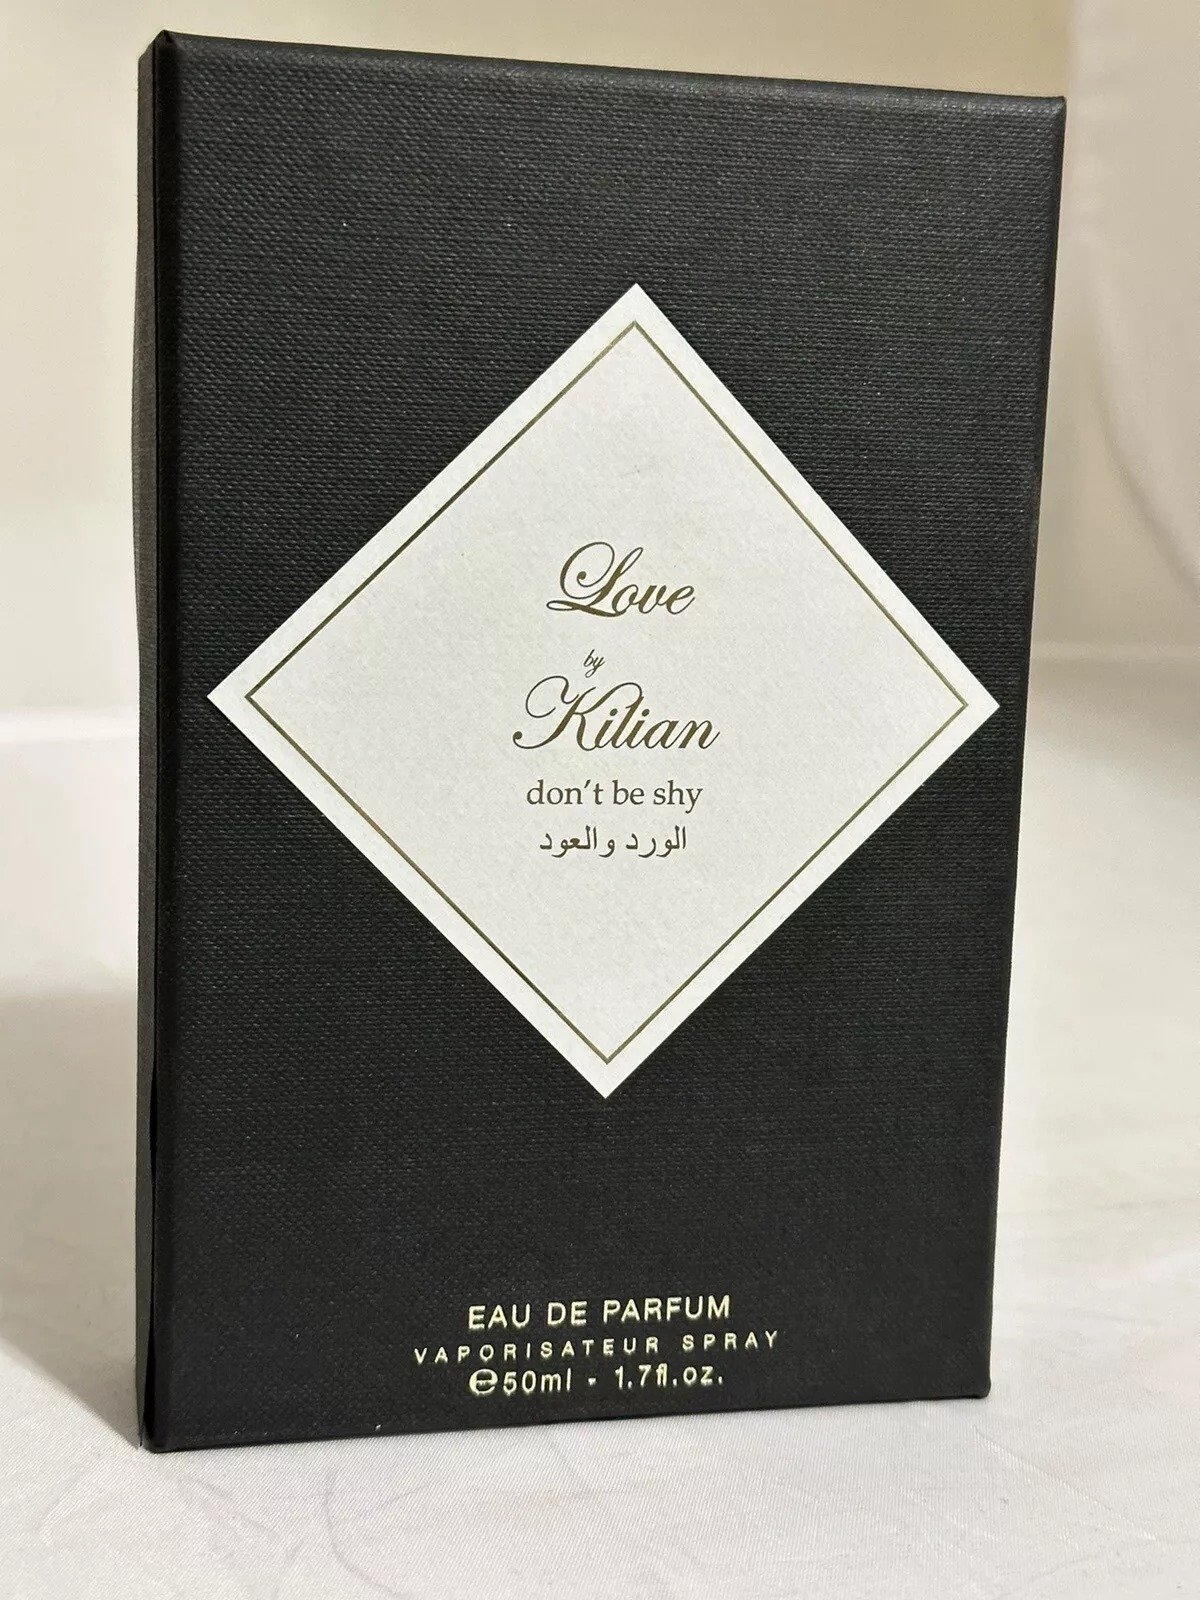 Love
by
Kilian
don't be shy
الورد والعود
EAU DE PARFUM
VAPORISATEUR SPRAY
℮50ml - 1.7fl.oz.